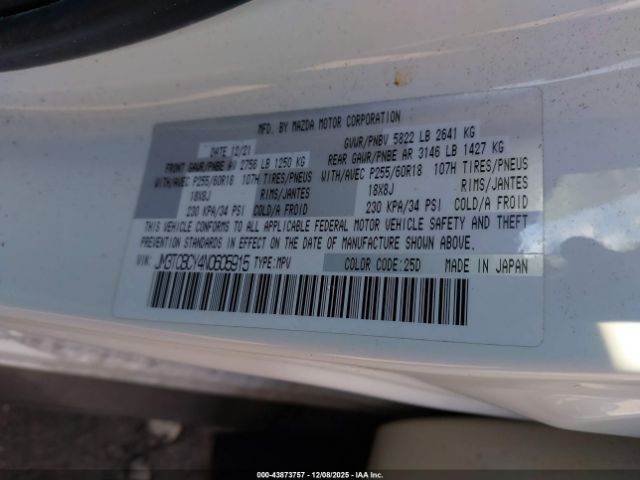 MFD. BY MAZDA MOTOR CORPORATION
DATE 12/21 GVWR/PNBV 5822 LB 2641 KG
FRONT GAWR/PNBE AV 2756 LB 1250 KG REAR GAWR/PNBE AR 3146 LB 1427 KG
WITH/AVEC P255/60R18 107H TIRES/PNEUS WITH/AVEC P255/60R18 107H TIRES/PNEUS
18X8J RIMS/JANTES 18X8J RIMS/JANTES
230 KPA/34 PSI COLD/A FROID 230 KPA/34 PSI COLD/A FROID
THIS VEHICLE CONFORMS TO ALL APPLICABLE FEDERAL MOTOR VEHICLE SAFETY AND THEFT
PREVENTION STANDARDS IN EFFECT ON THE DATE OF MANUFACTURE SHOWN ABOVE.
VIN: JM3TCBCY4N0605915 TYPE:MPV COLOR CODE:25D MADE IN JAPAN
000-43873757 - 12/08/2025 - IAA Inc.